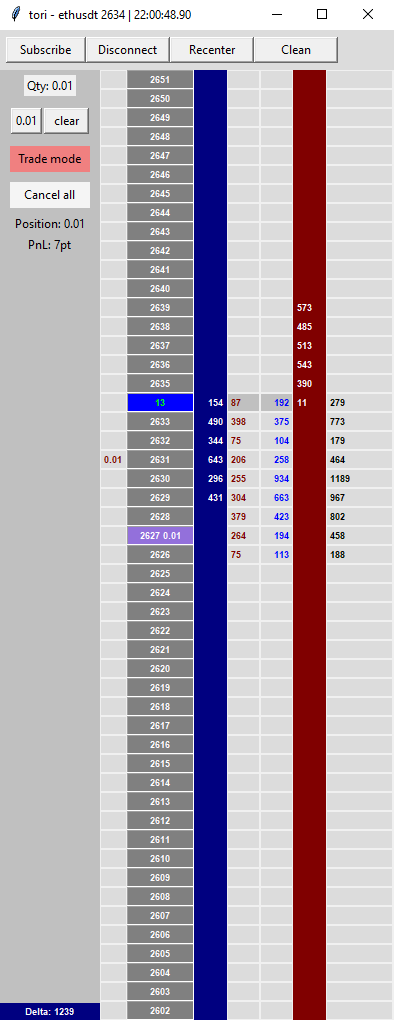 tori - ethusdt 2634 | 22:00:48.90
Subscribe Disconnect Recenter Clean
Qty: 0.01
0.01 clear
Trade mode
Cancel all
Position: 0.01
PnL: 7pt
2651
2650
2649
2648
2647
2646
2645
2644
2643
2642
2641
2640
2639 573
2638 485
2637 513
2636 543
2635 390
13 154 87 192 11 279
2633 490 398 375 773
2632 344 75 104 179
0.01 2631 643 206 258 464
2630 296 255 934 1189
2629 431 304 663 967
2628 379 423 802
2627 0.01 264 194 458
2626 75 113 188
2625
2624
2623
2622
2621
2620
2619
2618
2617
2616
2615
2614
2613
2612
2611
2610
2609
2608
2607
2606
2605
2604
2603
2602
Delta: 1239